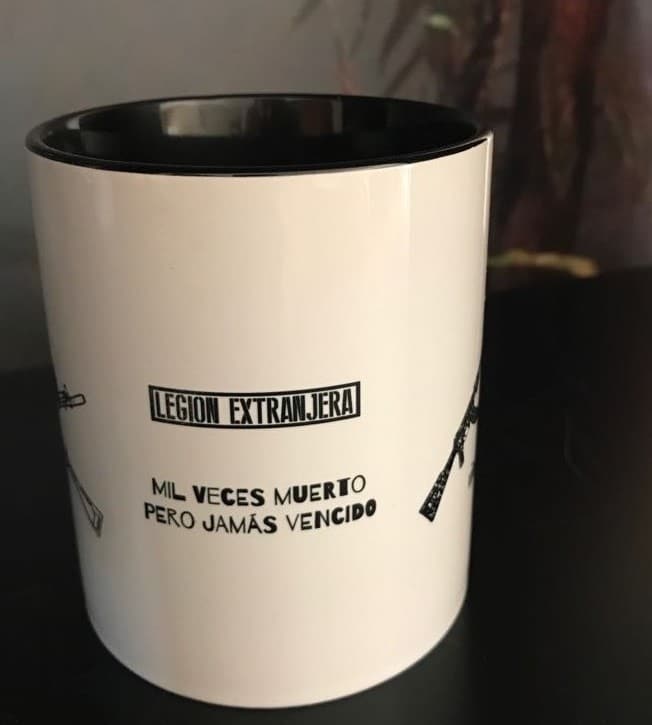 LEGION EXTRANJERA
MIL VECES MUERTO
PERO JAMÁS VENCIDO